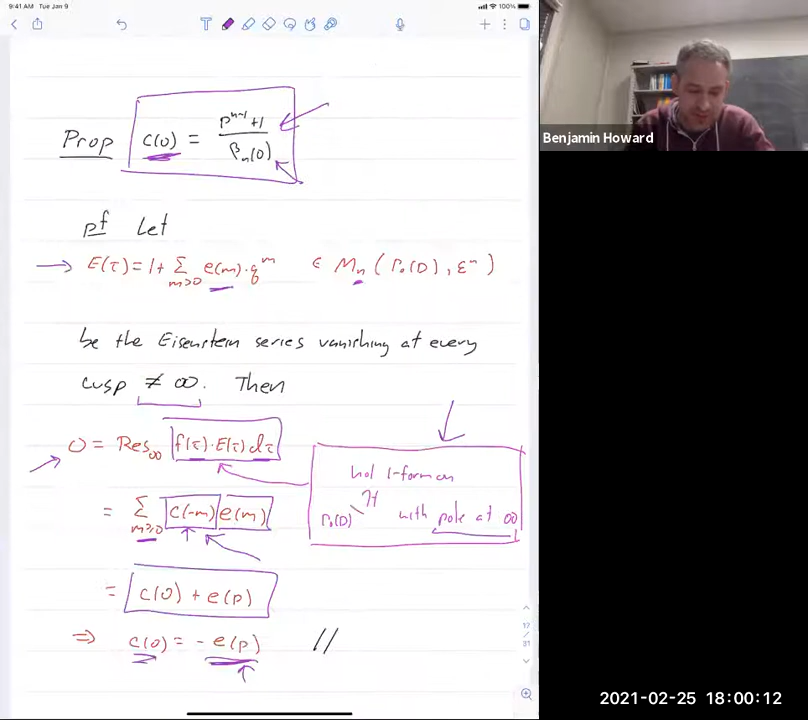 9:41 AM Tue Jan 9
100%
Benjamin Howard
Prop c(0) = p^{n-1}+1 / β_n(0)
pf Let
E(τ) = 1 + Σ_{m>0} e(m)·q^m ∈ M_n (Γ_0(D), ε^n)
be the Eisenstein series vanishing at every
cusp ≠ ∞. Then
0 = Res_∞ f(τ)·E(τ)dτ
hol 1-form on
Γ_0(D)\H with pole at ∞
= Σ_{m≥0} c(-m) e(m)
= c(0) + e(p)
⇒ c(0) = - e(p) //
17
/
31
2021-02-25 18:00:12